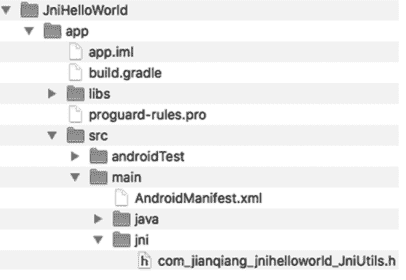 JniHelloWorld
app
app.iml
build.gradle
libs
proguard-rules.pro
src
androidTest
main
AndroidManifest.xml
java
jni
h com_jianqiang_jnihelloworld_JniUtils.h